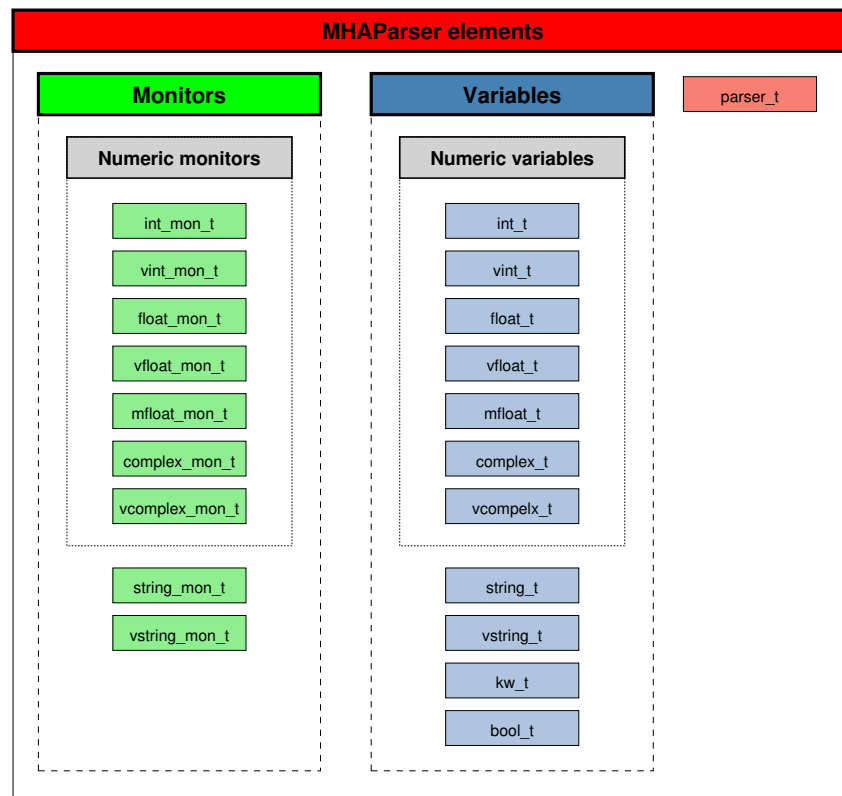 MHAParser elements
Monitors
Numeric monitors
int_mon_t
vint_mon_t
float_mon_t
vfloat_mon_t
mfloat_mon_t
complex_mon_t
vcomplex_mon_t
string_mon_t
vstring_mon_t
Variables
Numeric variables
int_t
vint_t
float_t
vfloat_t
mfloat_t
complex_t
vcompelx_t
string_t
vstring_t
kw_t
bool_t
parser_t